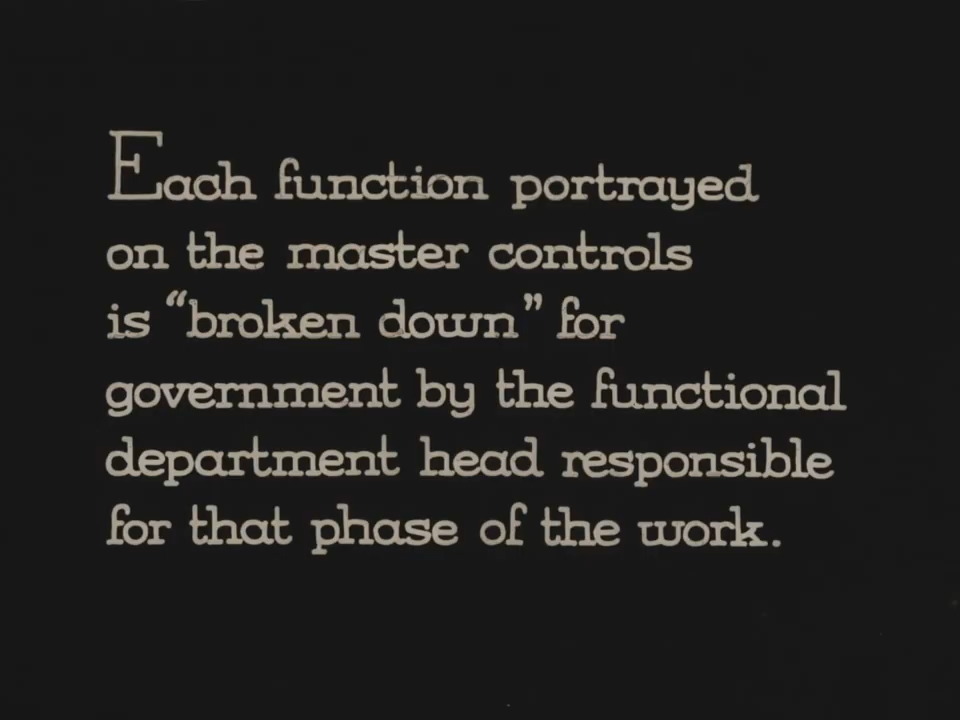 Each function portrayed
on the master controls
is “broken down” for
government by the functional
department head responsible
for that phase of the work.